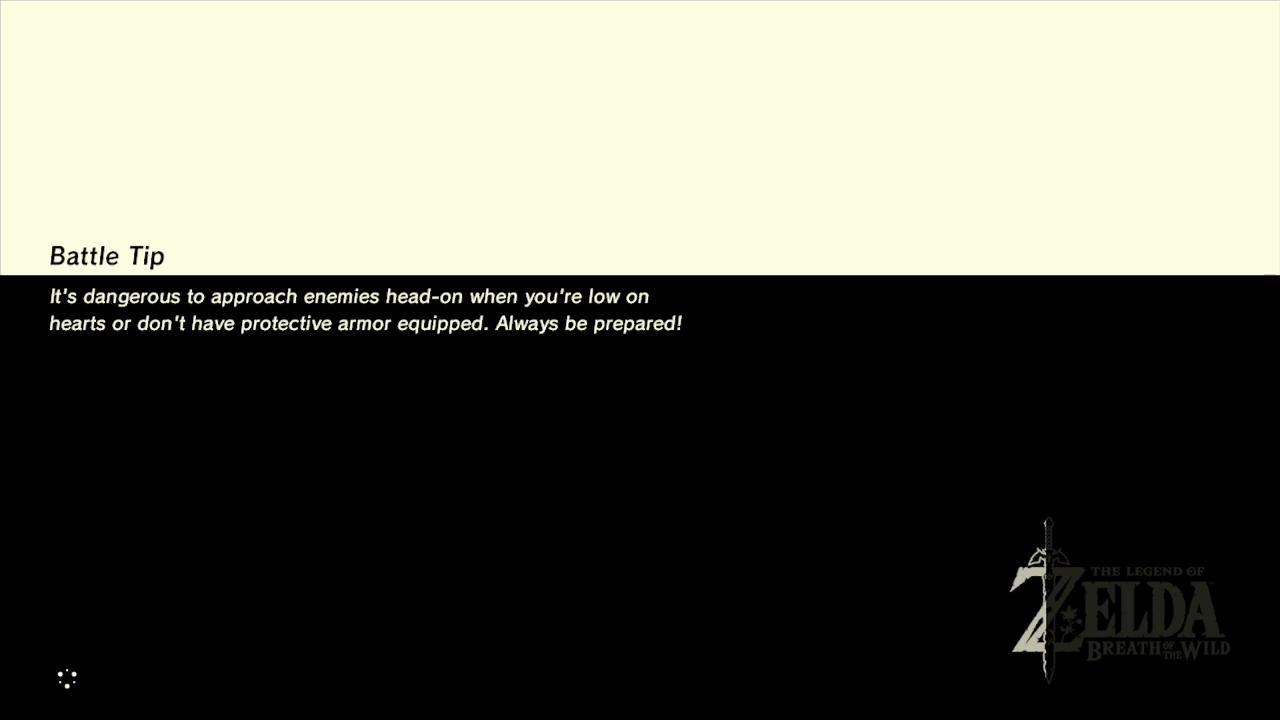 Battle Tip
It's dangerous to approach enemies head-on when you're low on
hearts or don't have protective armor equipped. Always be prepared!
THE LEGEND OF
ZELDA
BREATH OF THE WILD